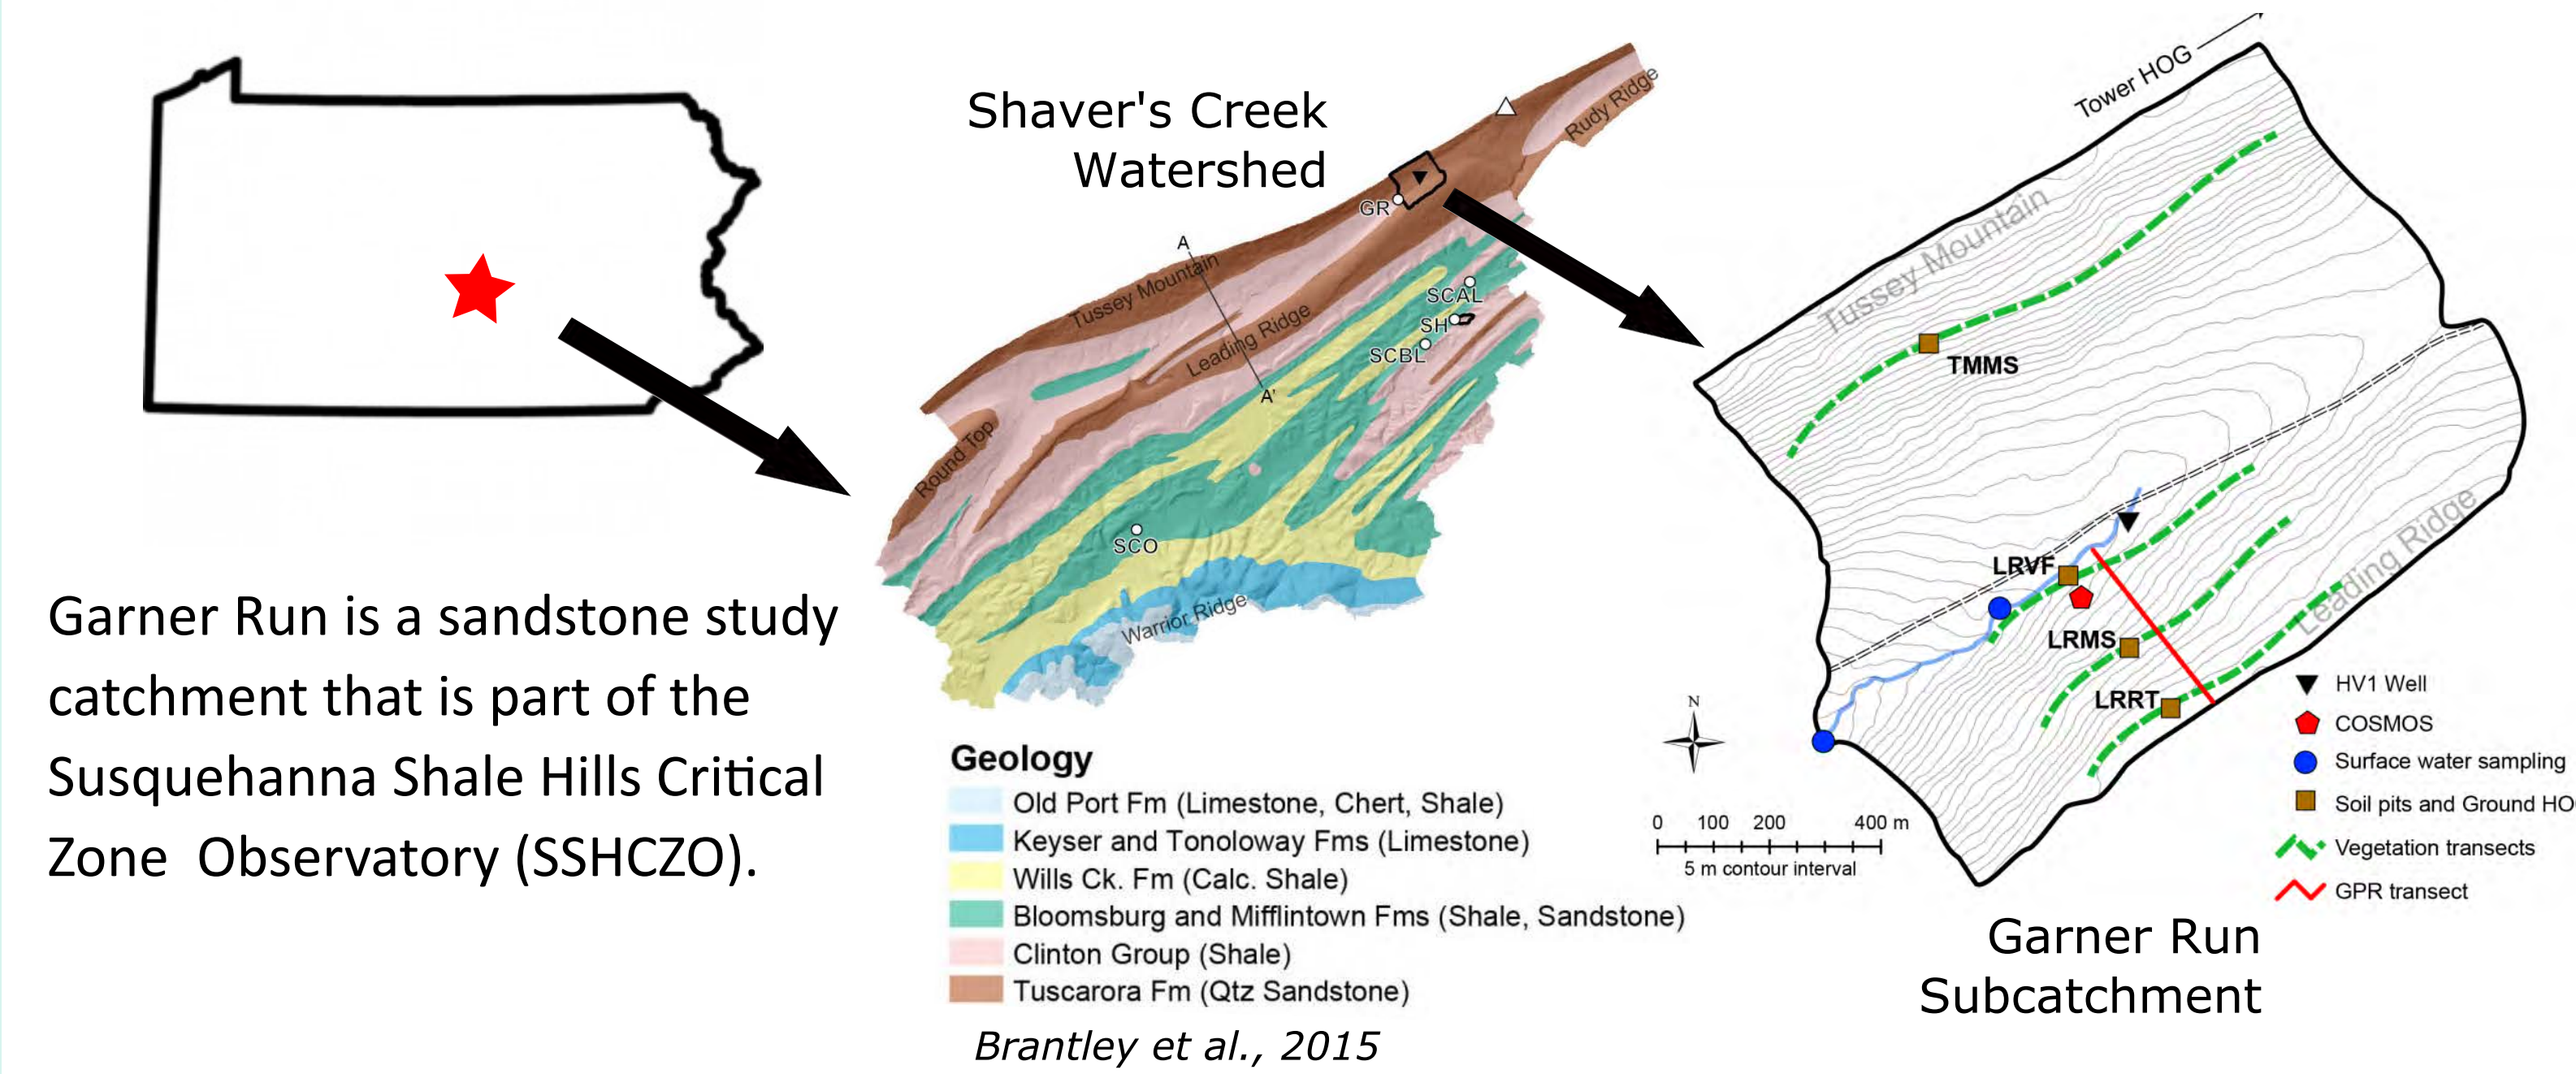 Shaver's Creek
Watershed
Rudy Ridge
GR
A
Tussey Mountain
SCAL
SH
Leading Ridge
SCBL
A'
Round Top
SCO
Warrior Ridge
Garner Run is a sandstone study
catchment that is part of the
Susquehanna Shale Hills Critical
Zone  Observatory (SSHCZO).
Geology
Old Port Fm (Limestone, Chert, Shale)
Keyser and Tonoloway Fms (Limestone)
Wills Ck. Fm (Calc. Shale)
Bloomsburg and Mifflintown Fms (Shale, Sandstone)
Clinton Group (Shale)
Tuscarora Fm (Qtz Sandstone)
Brantley et al., 2015
Tower HOG
Tussey Mountain
TMMS
LRVF
LRMS
LRRT
Leading Ridge
N
0 100 200 400 m
5 m contour interval
HV1 Well
COSMOS
Surface water sampling
Soil pits and Ground HO
Vegetation transects
GPR transect
Garner Run
Subcatchment